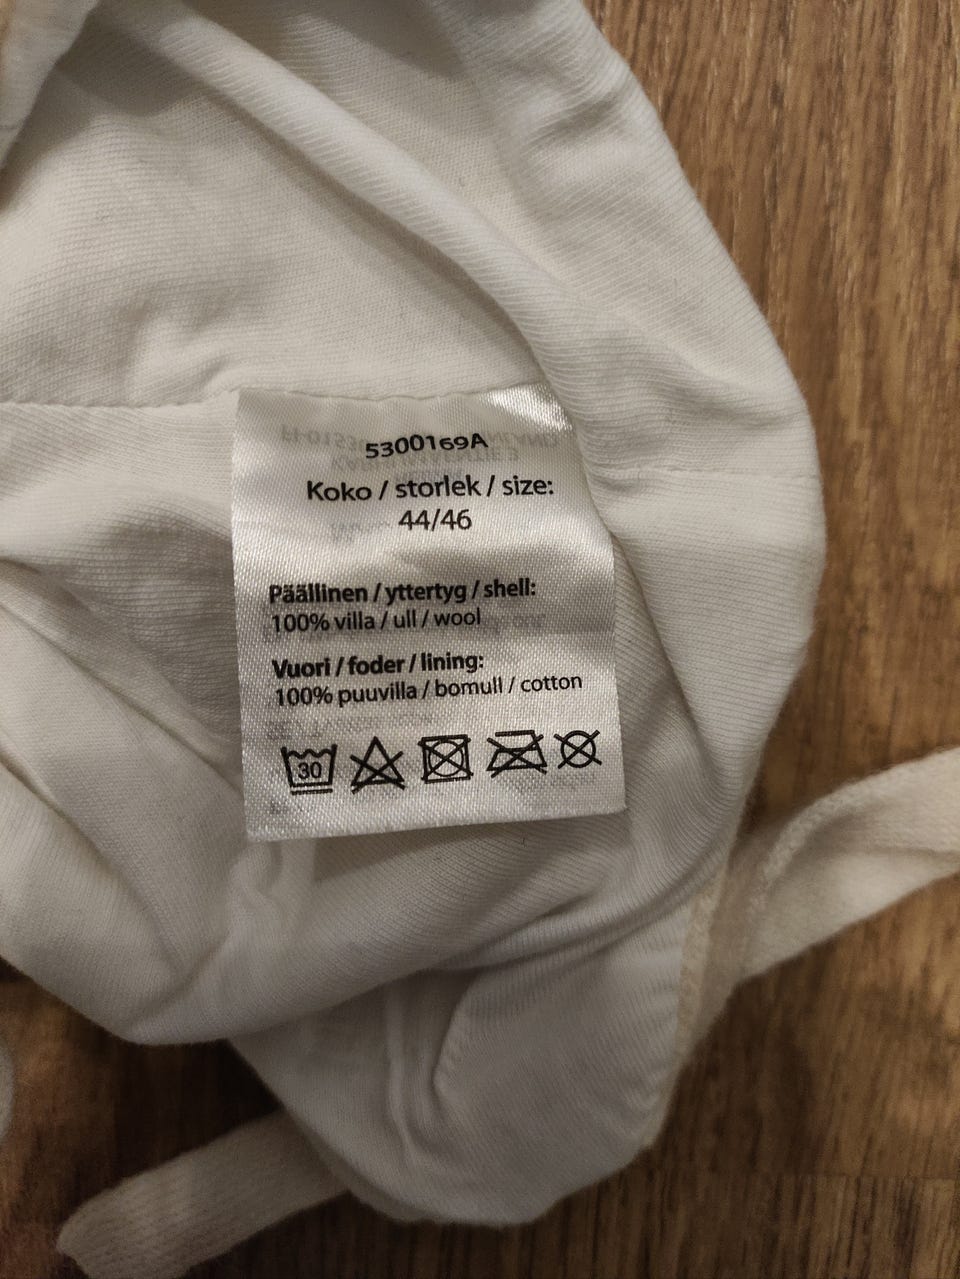 5300169A
Koko / storlek / size:
44/46
Päällinen / yttertyg / shell:
100% villa / ull / wool
Vuori / foder / lining:
100% puuvilla / bomull / cotton
30